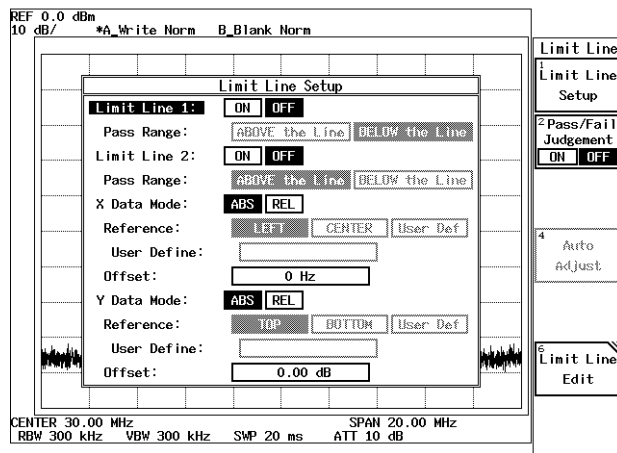 REF 0.0 dBm
10 dB/ *A_Write Norm B_Blank Norm
Limit Line Setup
Limit Line 1: ON OFF
Pass Range: ABOVE the Line BELOW the Line
Limit Line 2: ON OFF
Pass Range: ABOVE the Line BELOW the Line
X Data Mode: ABS REL
Reference: LEFT CENTER User Def
User Define:
Offset: 0 Hz
Y Data Mode: ABS REL
Reference: TOP BOTTOM User Def
User Define:
Offset: 0.00 dB
CENTER 30.00 MHz SPAN 20.00 MHz
RBW 300 kHz VBW 300 kHz SWP 20 ms ATT 10 dB
Limit Line
1
Limit Line
Setup
2 Pass/Fail
Judgement
ON OFF
4
Auto
Adjust
6
Limit Line
Edit